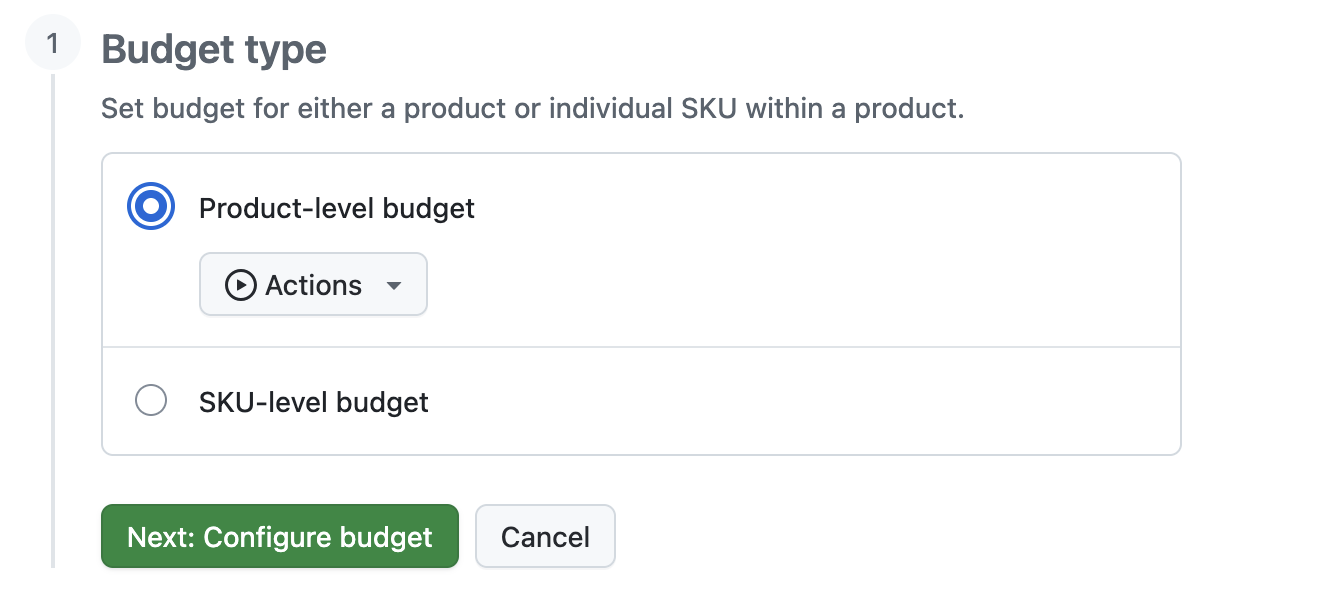 1
Budget type
Set budget for either a product or individual SKU within a product.
Product-level budget
Actions
SKU-level budget
Next: Configure budget
Cancel